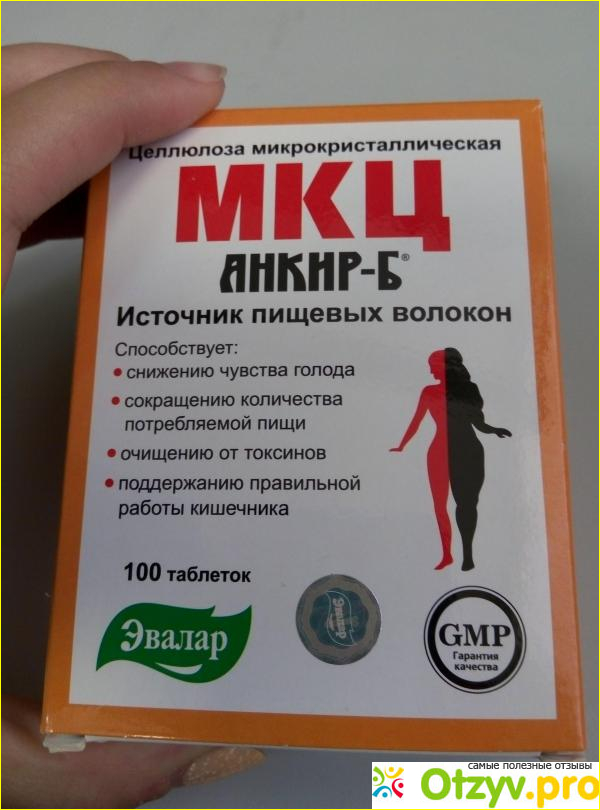 Целлюлоза микрокристаллическая
МКЦ
АНКИР-Б®
Источник пищевых волокон
Способствует:
• снижению чувства голода
• сокращению количества
потребляемой пищи
• очищению от токсинов
• поддержанию правильной
работы кишечника
100 таблеток
Эвалар
Эвалар
GMP
Гарантия
качества
самые полезные отзывы
Otzyv.pro